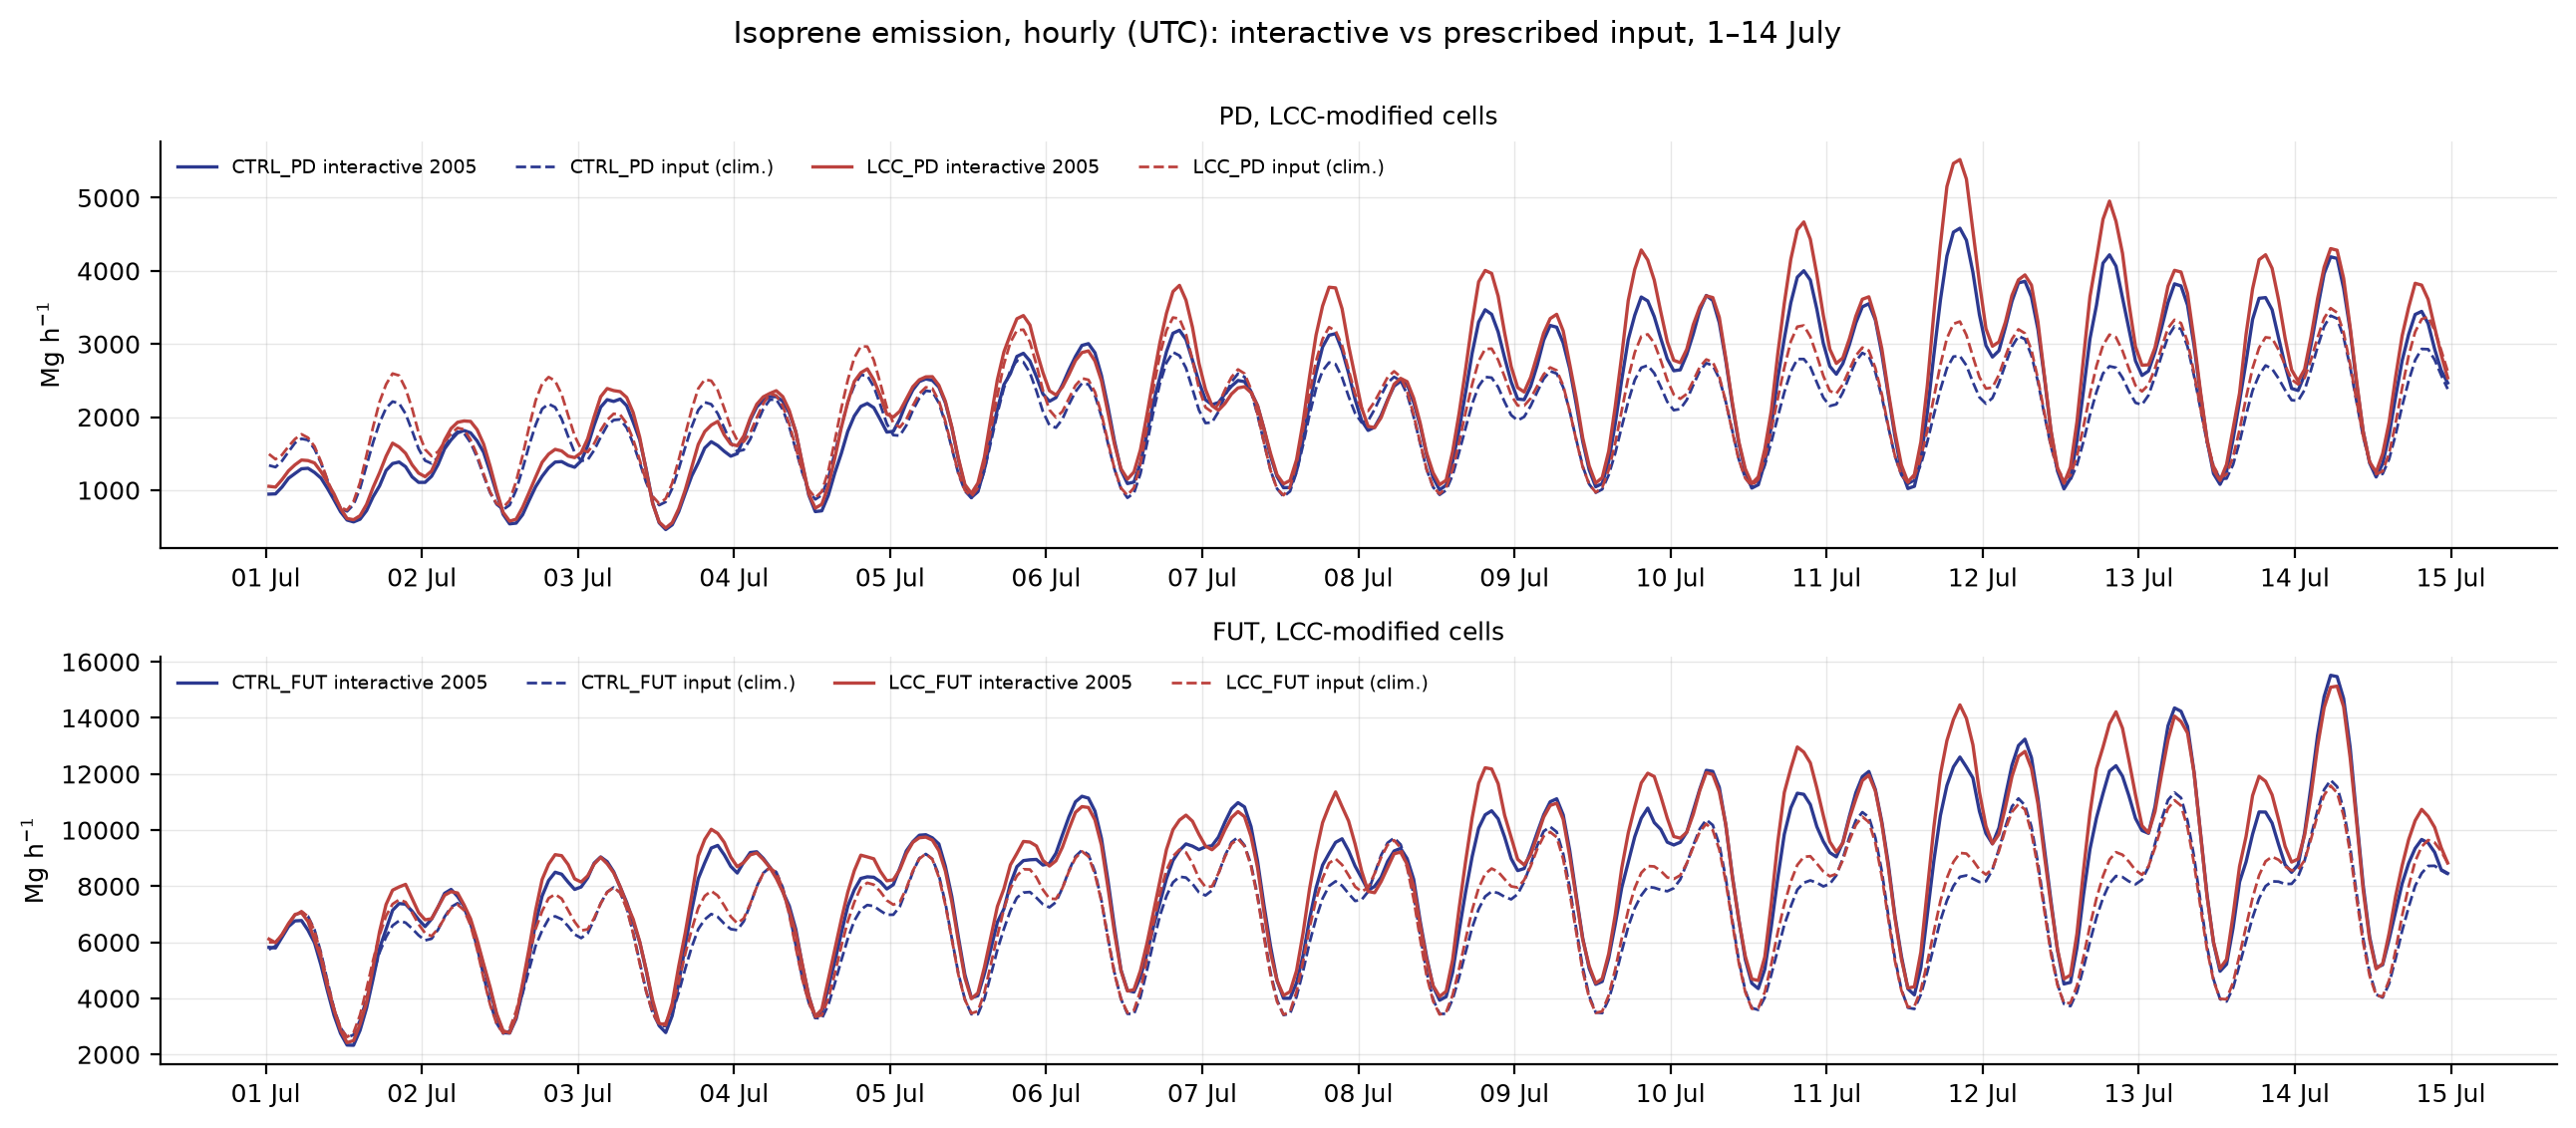 Isoprene emission, hourly (UTC): interactive vs prescribed input, 1–14 July
PD, LCC-modified cells
CTRL_PD interactive 2005 CTRL_PD input (clim.) LCC_PD interactive 2005 LCC_PD input (clim.)
5000
4000
3000
2000
1000
Mg h⁻¹
01 Jul 02 Jul 03 Jul 04 Jul 05 Jul 06 Jul 07 Jul 08 Jul 09 Jul 10 Jul 11 Jul 12 Jul 13 Jul 14 Jul 15 Jul
FUT, LCC-modified cells
CTRL_FUT interactive 2005 CTRL_FUT input (clim.) LCC_FUT interactive 2005 LCC_FUT input (clim.)
16000
14000
12000
10000
8000
6000
4000
2000
Mg h⁻¹
01 Jul 02 Jul 03 Jul 04 Jul 05 Jul 06 Jul 07 Jul 08 Jul 09 Jul 10 Jul 11 Jul 12 Jul 13 Jul 14 Jul 15 Jul